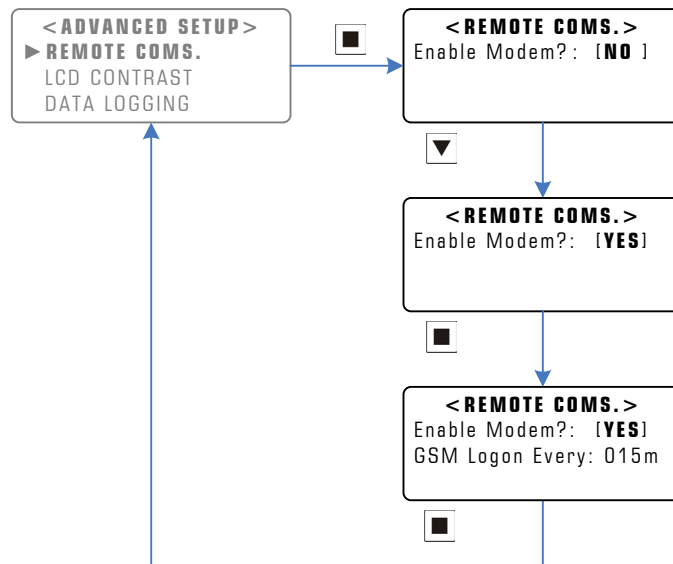 <ADVANCED SETUP>
►REMOTE COMS.
LCD CONTRAST
DATA LOGGING
<REMOTE COMS.>
Enable Modem?: [NO ]
<REMOTE COMS.>
Enable Modem?: [YES]
<REMOTE COMS.>
Enable Modem?: [YES]
GSM Logon Every: 015m